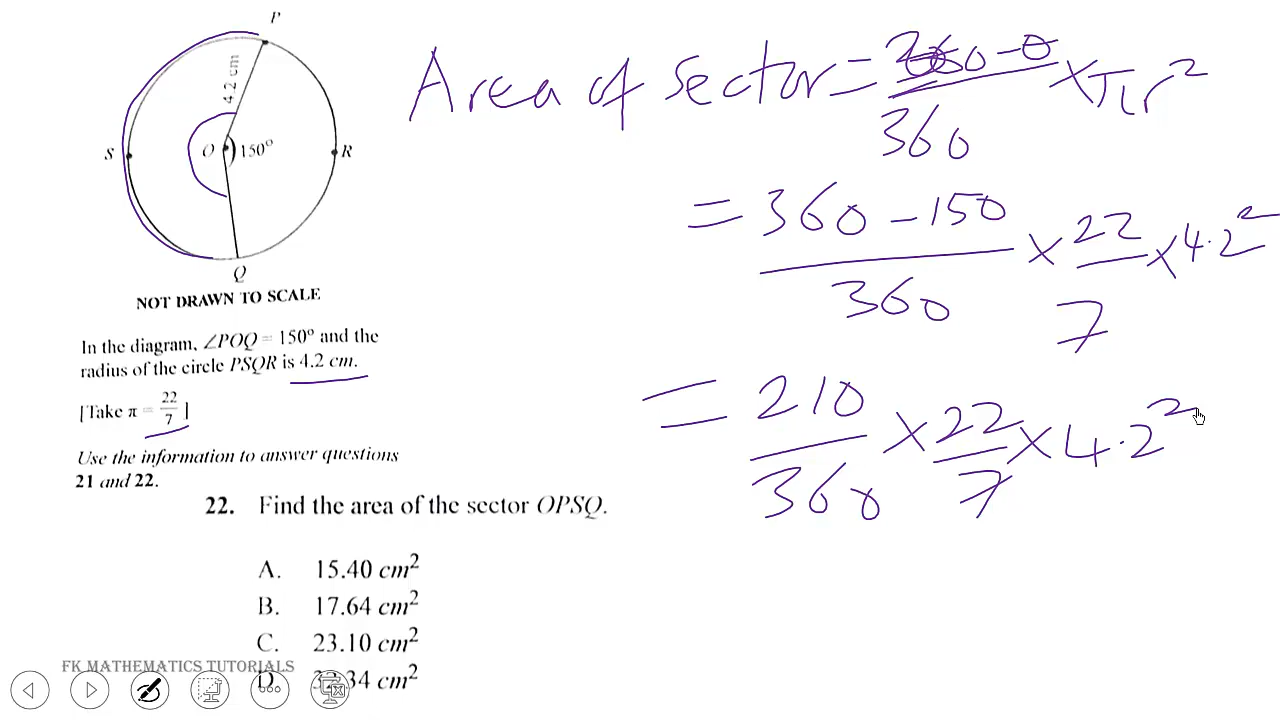 P
4.2 cm
S
O
150°
R
Q
NOT DRAWN TO SCALE
In the diagram, ∠POQ = 150° and the
radius of the circle PSQR is 4.2 cm.
[Take π = 22/7 ]
Use the information to answer questions
21 and 22.
22. Find the area of the sector OPSQ.
A. 15.40 cm²
B. 17.64 cm²
C. 23.10 cm²
D. .34 cm²
FK MATHEMATICS TUTORIALS
Area of sector = 360 - θ / 360 × πr²
= 360 - 150 / 360 × 22 / 7 × 4.2²
= 210 / 360 × 22 / 7 × 4.2²